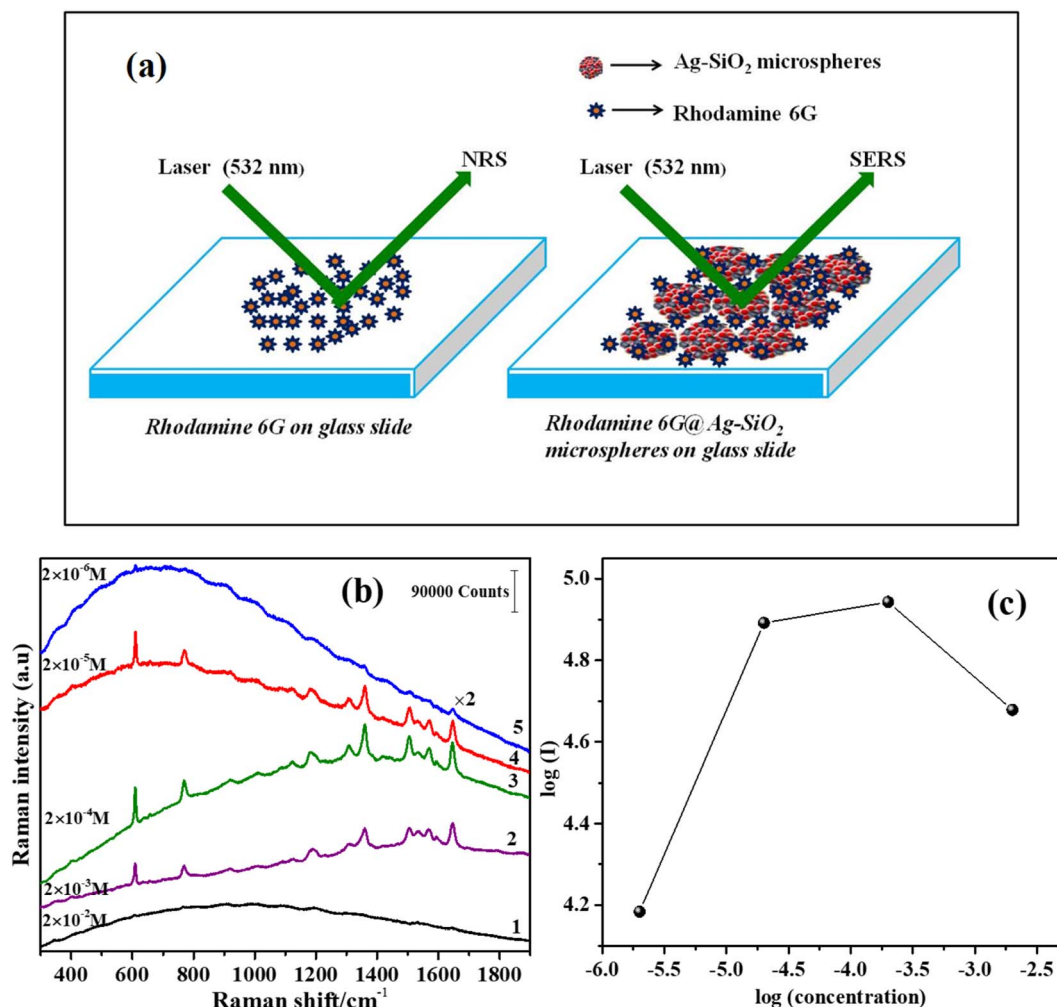 (a)
Ag-SiO₂ microspheres
Rhodamine 6G
Laser (532 nm)
NRS
Laser (532 nm)
SERS
Rhodamine 6G on glass slide
Rhodamine 6G@ Ag-SiO₂
microspheres on glass slide
(b)
90000 Counts
2×10⁻⁶M
2×10⁻⁵M
2×10⁻⁴M
2×10⁻³M
2×10⁻²M
×2
5
4
3
2
1
Raman intensity (a.u)
400 600 800 1000 1200 1400 1600 1800
Raman shift/cm⁻¹
(c)
5.0
4.8
4.6
4.4
4.2
log (I)
-6.0 -5.5 -5.0 -4.5 -4.0 -3.5 -3.0 -2.5
log (concentration)